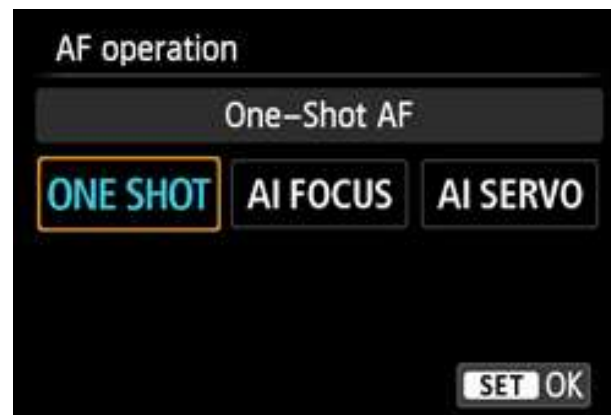 AF operation
One-Shot AF
ONE SHOT AI FOCUS AI SERVO
SET OK